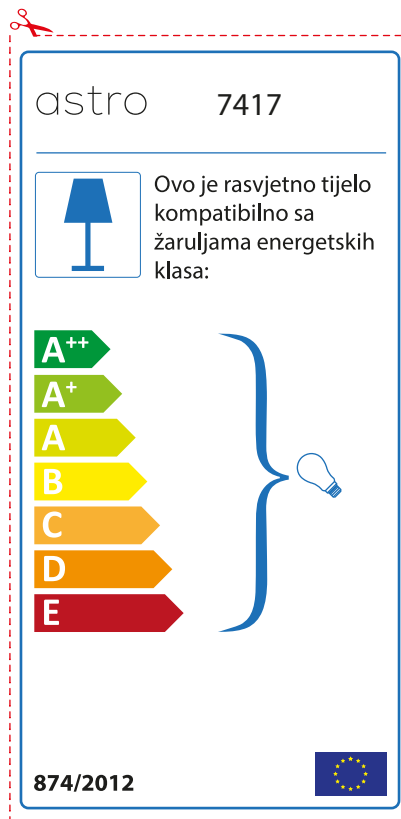 astro 7417
Ovo je rasvjetno tijelo
kompatibilno sa
žaruljama energetskih
klasa:
A++
A+
A
B
C
D
E
874/2012